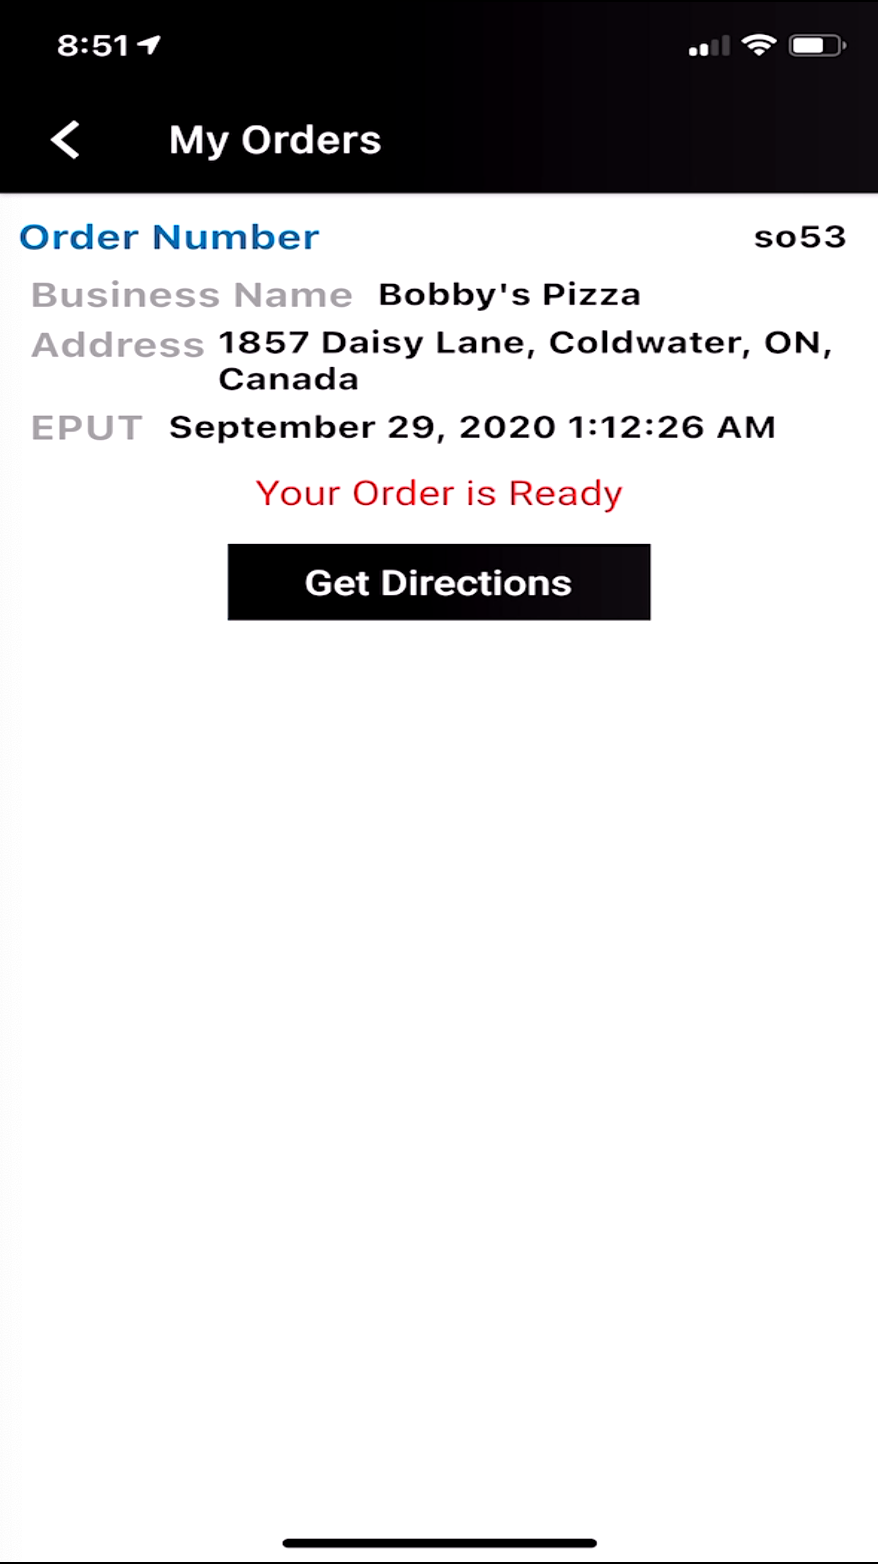 8:51
My Orders
Order Number so53
Business Name Bobby's Pizza
Address 1857 Daisy Lane, Coldwater, ON,
Canada
EPUT September 29, 2020 1:12:26 AM
Your Order is Ready
Get Directions